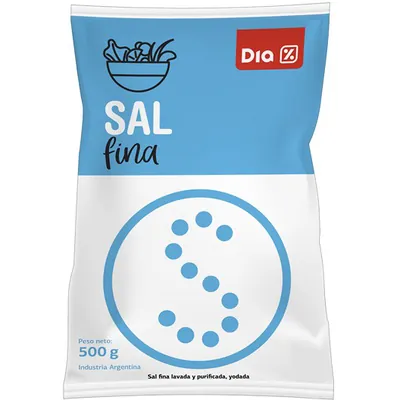 Dia %
SAL
fina
Peso neto:
500 g
Industria Argentina
Sal fina lavada y purificada, yodada